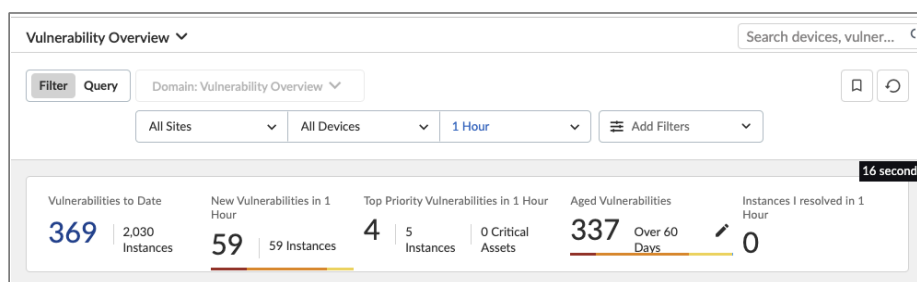 Vulnerability Overview
Search devices, vulner...
Filter Query Domain: Vulnerability Overview
All Sites All Devices 1 Hour Add Filters
16 second
Vulnerabilities to Date
369 2,030
Instances
New Vulnerabilities in 1
Hour
59 59 Instances
Top Priority Vulnerabilities in 1 Hour
4 5
Instances
0 Critical
Assets
Aged Vulnerabilities
337 Over 60
Days
Instances I resolved in 1
Hour
0